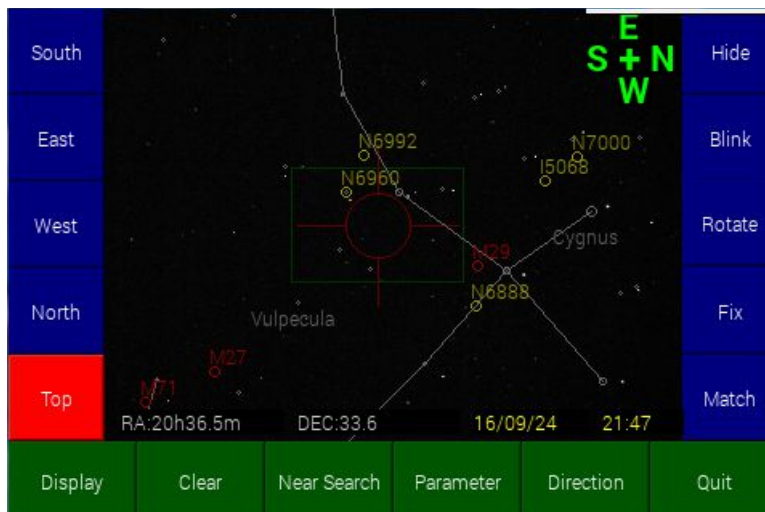 E
South
S + N
Hide
W
East
N6992
N7000
Blink
I5068
N6960
West
Cygnus
Rotate
M29
N6888
North
Vulpecula
Fix
M27
Top
M71
Match
RA:20h36.5m DEC:33.6 16/09/24 21:47
Display Clear Near Search Parameter Direction Quit